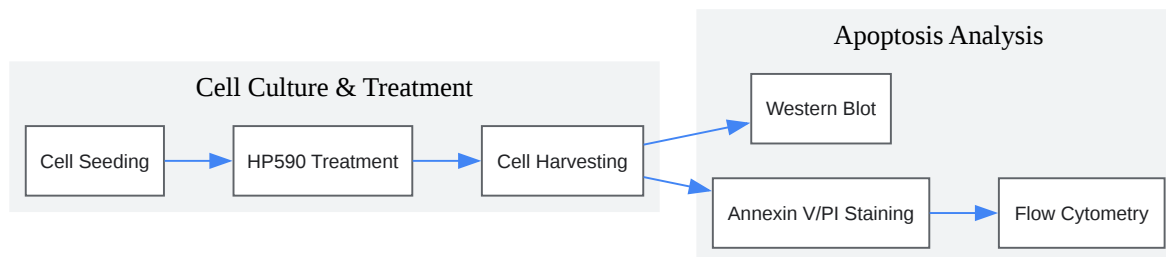 Apoptosis Analysis
Cell Culture & Treatment
Western Blot
Cell Seeding
HP590 Treatment
Cell Harvesting
Annexin V/PI Staining
Flow Cytometry